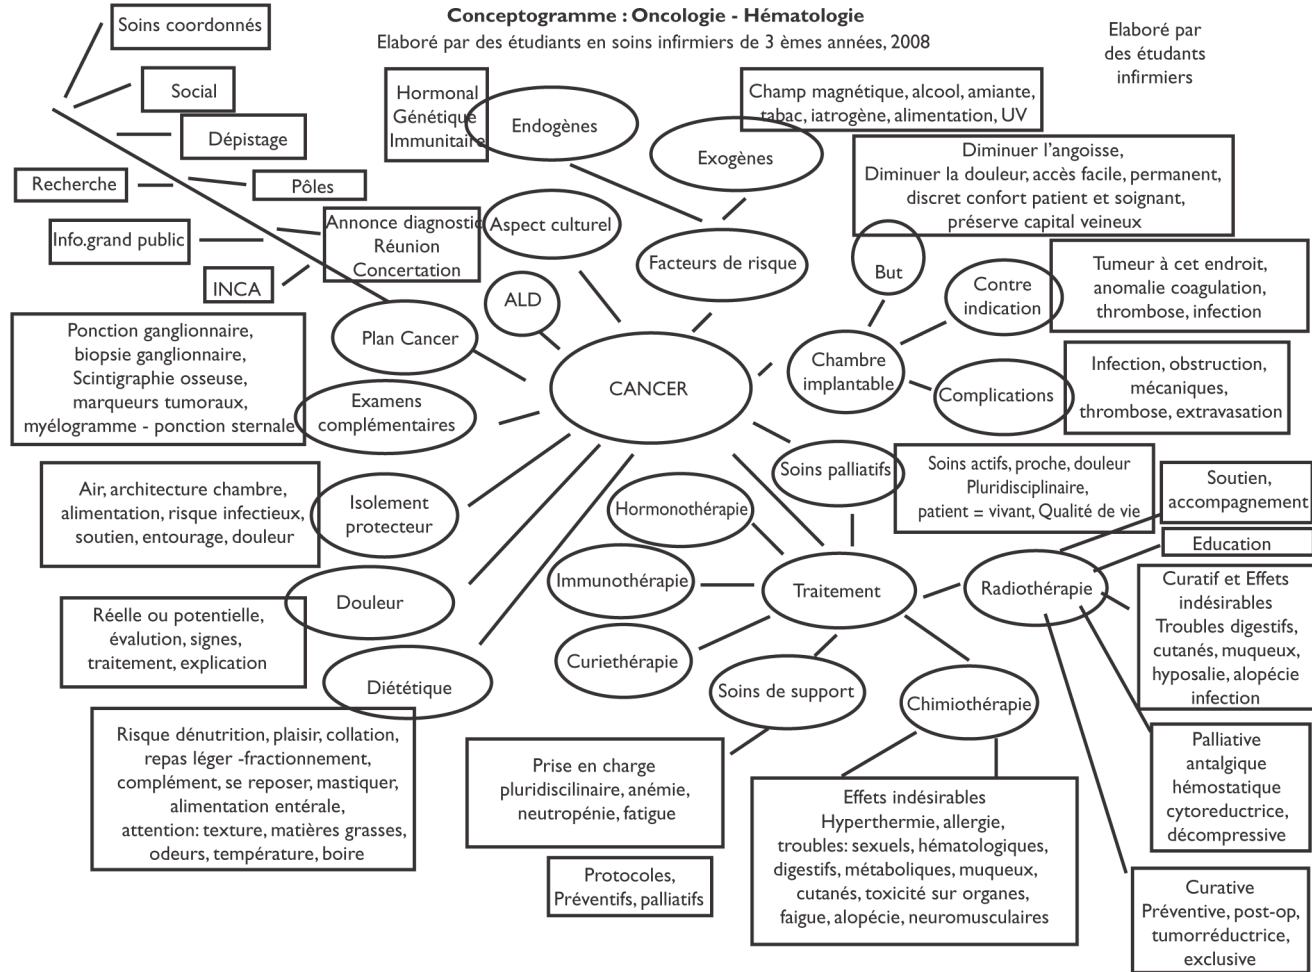 Conceptogramme : Oncologie - Hématologie
Elaboré par des étudiants en soins infirmiers de 3 èmes années, 2008
Elaboré par
des étudants
infirmiers
Soins coordonnés
Social
Dépistage
Recherche
Pôles
Info.grand public
Annonce diagnostic
Réunion
Concertation
INCA
Plan Cancer
Hormonal
Génétique
Immunitaire
Endogènes
Champ magnétique, alcool, amiante,
tabac, iatrogène, alimentation, UV
Exogènes
Aspect culturel
Facteurs de risque
ALD
CANCER
Diminuer l'angoisse,
Diminuer la douleur, accès facile, permanent,
discret confort patient et soignant,
préserve capital veineux
But
Contre
indication
Tumeur à cet endroit,
anomalie coagulation,
thrombose, infection
Chambre
implantable
Complications
Infection, obstruction,
mécaniques,
thrombose, extravasation
Ponction ganglionnaire,
biopsie ganglionnaire,
Scintigraphie osseuse,
marqueurs tumoraux,
myélogramme - ponction sternale
Examens
complémentaires
Air, architecture chambre,
alimentation, risque infectieux,
soutien, entourage, douleur
Isolement
protecteur
Réelle ou potentielle,
évalution, signes,
traitement, explication
Douleur
Diététique
Risque dénutrition, plaisir, collation,
repas léger -fractionnement,
complément, se reposer, mastiquer,
alimentation entérale,
attention: texture, matières grasses,
odeurs, température, boire
Soins palliatifs
Soins actifs, proche, douleur
Pluridisciplinaire,
patient = vivant, Qualité de vie
Hormonothérapie
Immunothérapie
Curiethérapie
Traitement
Soins de support
Chimiothérapie
Radiothérapie
Soutien,
accompagnement
Education
Curatif et Effets
indésirables
Troubles digestifs,
cutanés, muqueux,
hyposalie, alopécie
infection
Palliative
antalgique
hémostatique
cytoreductrice,
décompressive
Curative
Préventive, post-op,
tumorréductrice,
exclusive
Prise en charge
pluridiscilinaire, anémie,
neutropénie, fatigue
Protocoles,
Préventifs, palliatifs
Effets indésirables
Hyperthermie, allergie,
troubles: sexuels, hématologiques,
digestifs, métaboliques, muqueux,
cutanés, toxicité sur organes,
faigue, alopécie, neuromusculaires